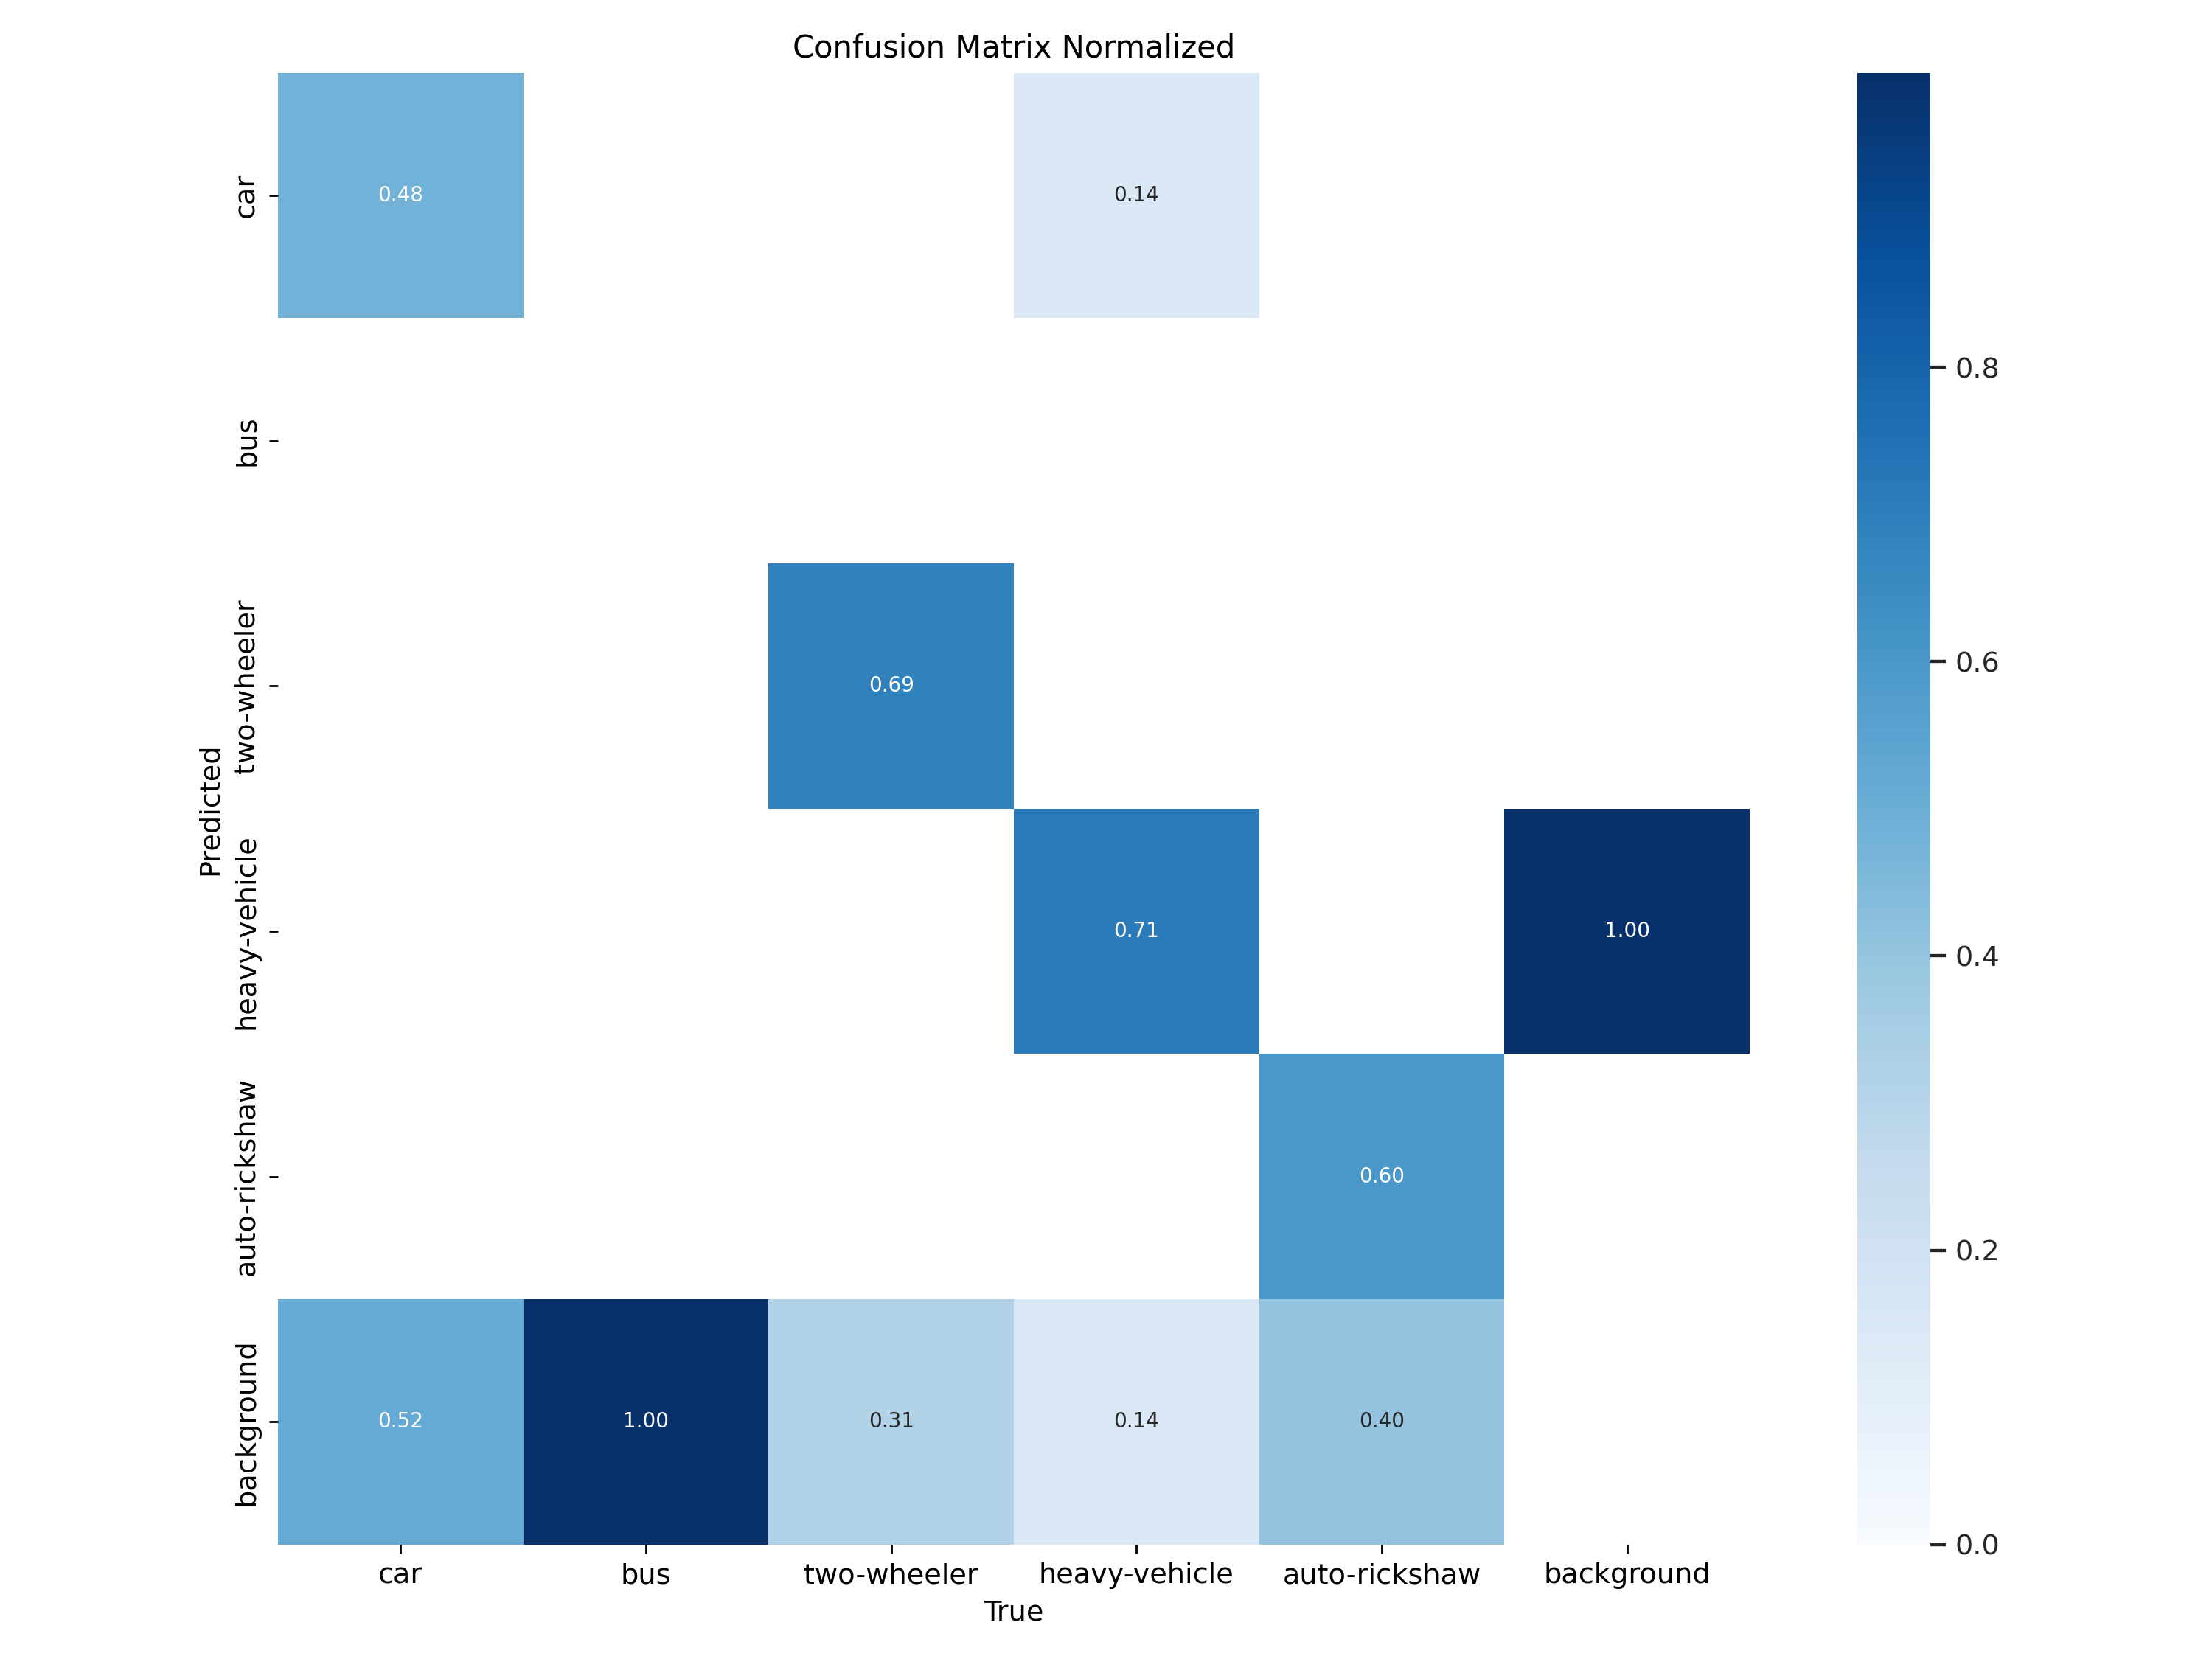 Confusion Matrix Normalized
car
0.48
0.14
bus
two-wheeler
0.69
heavy-vehicle
0.71
1.00
auto-rickshaw
0.60
background
0.52
1.00
0.31
0.14
0.40
Predicted
car
bus
two-wheeler
heavy-vehicle
auto-rickshaw
background
True
0.8
0.6
0.4
0.2
0.0